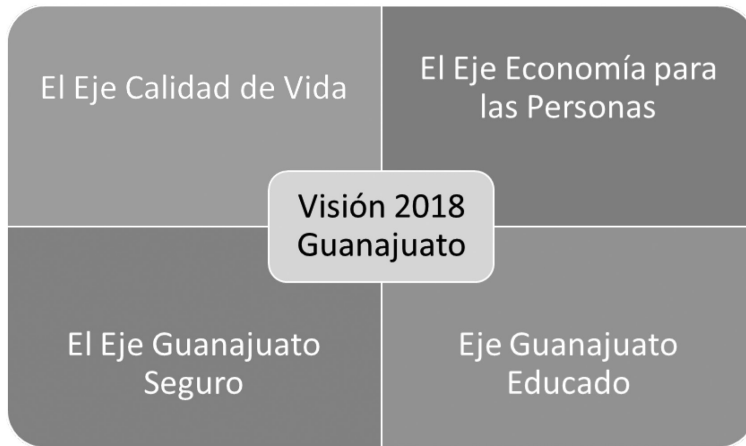 El Eje Calidad de Vida
El Eje Economía para
las Personas
Visión 2018
Guanajuato
El Eje Guanajuato
Seguro
Eje Guanajuato
Educado